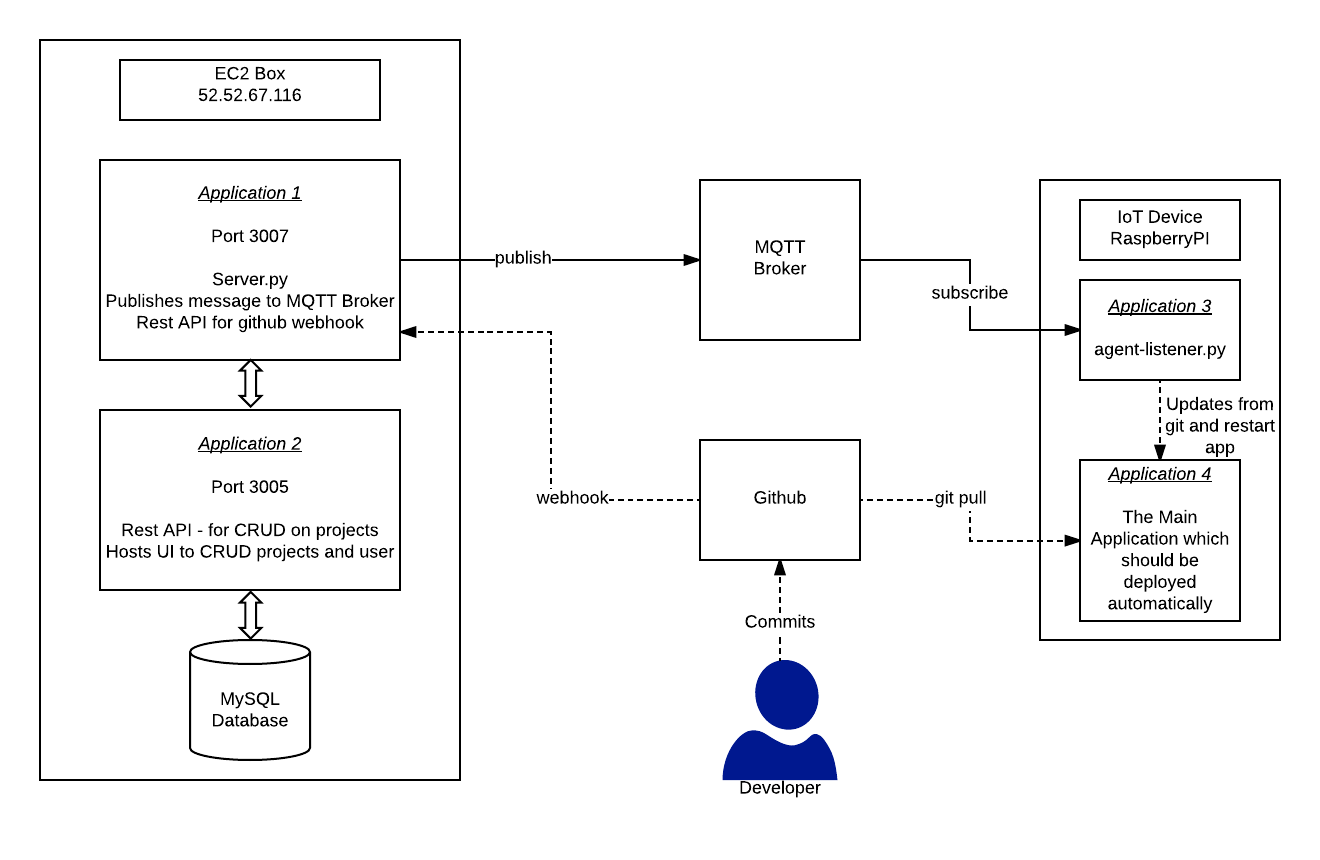 EC2 Box
52.52.67.116
Application 1
Port 3007
Server.py
Publishes message to MQTT Broker
Rest API for github webhook
Application 2
Port 3005
Rest API - for CRUD on projects
Hosts UI to CRUD projects and user
MySQL
Database
publish
webhook
MQTT
Broker
Github
Commits
Developer
subscribe
git pull
IoT Device
RaspberryPI
Application 3
agent-listener.py
Updates from
git and restart
app
Application 4
The Main
Application which
should be
deployed
automatically